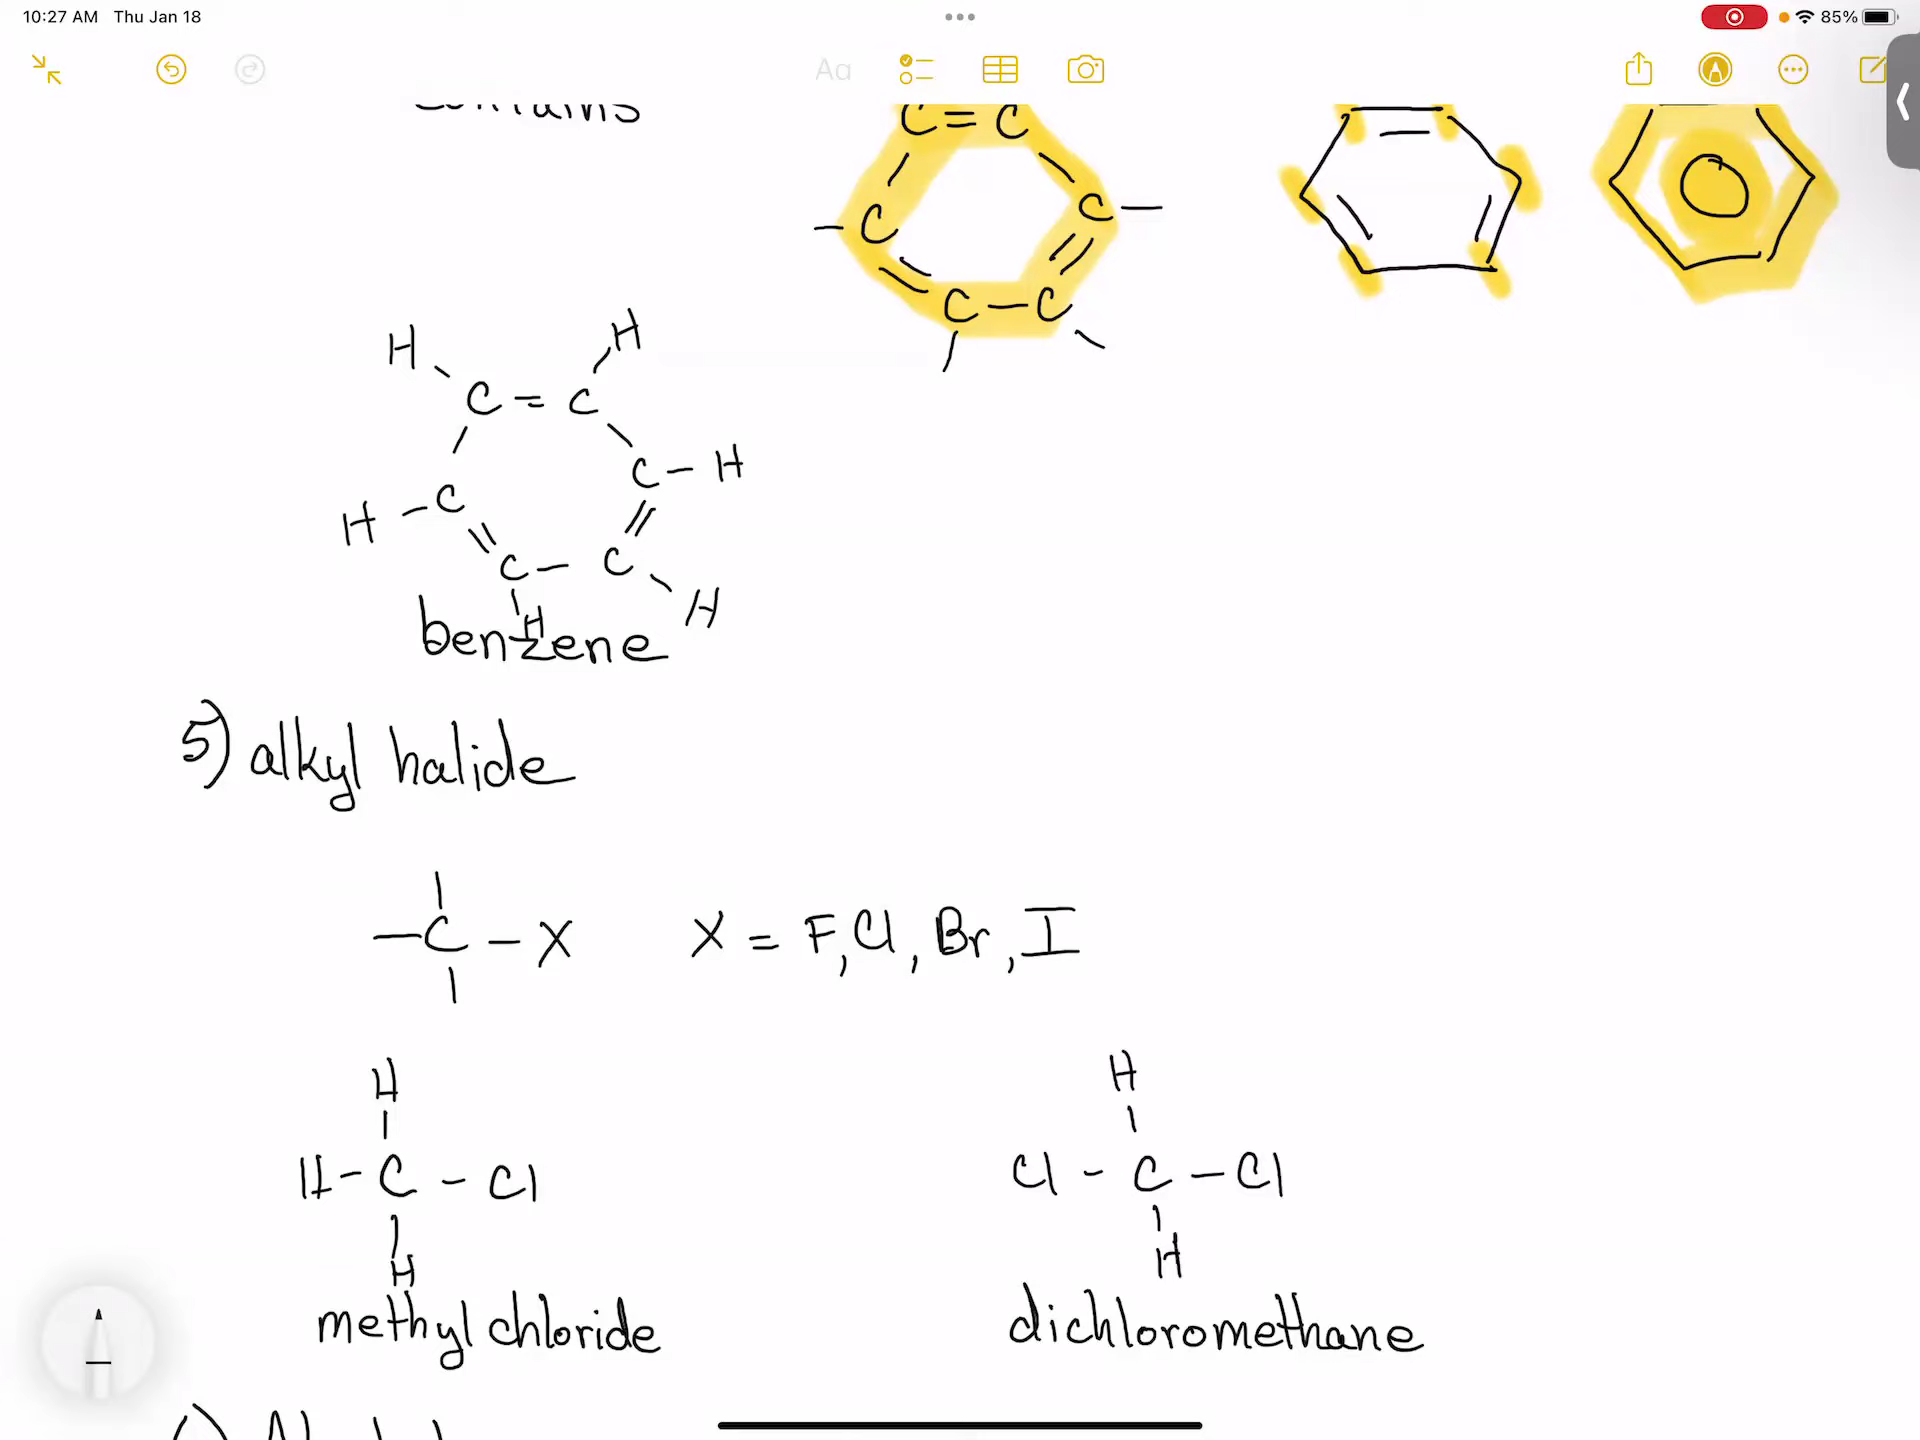 10:27 AM Thu Jan 18
85%
Aa
contains
C = C
C
C
C - C
H
H
C = C
C - H
H - C
C - C
H
H
benzene
5) alkyl halide
- C - X X = F, Cl, Br, I
H
H
H - C - Cl
Cl - C - Cl
H
H
methyl chloride
dichloromethane